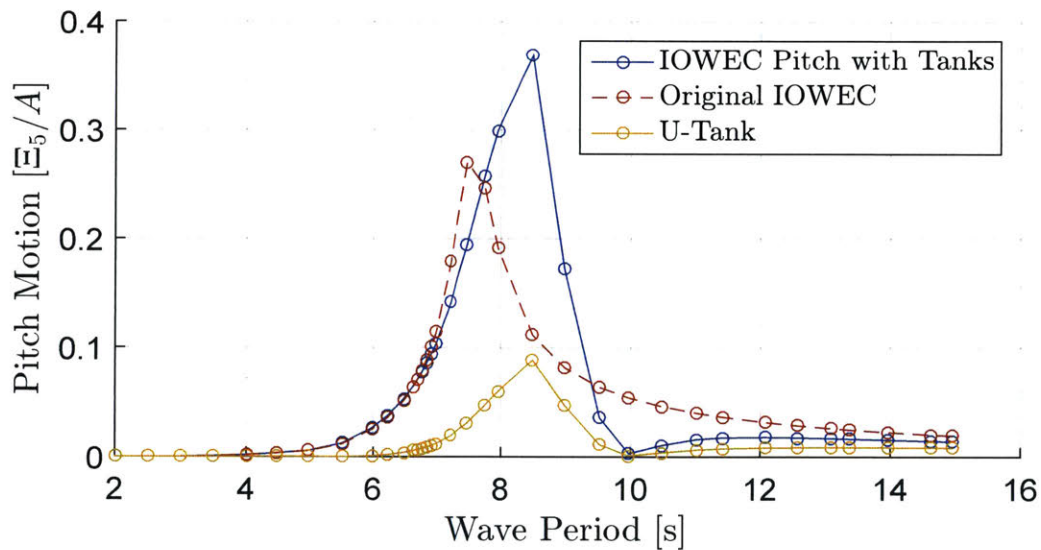 0.4
0.3
0.2
0.1
0
Pitch Motion [Ξ₅/A]
IOWEC Pitch with Tanks
Original IOWEC
U-Tank
2 4 6 8 10 12 14 16
Wave Period [s]